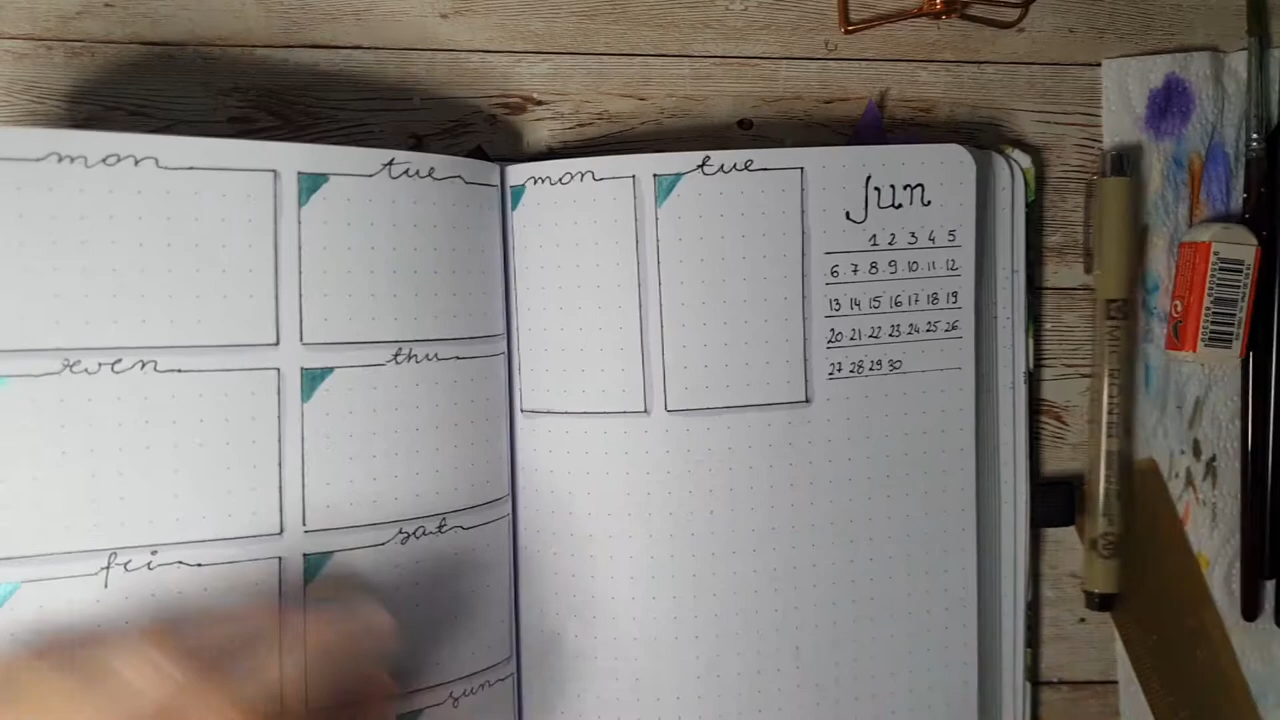 mon
tue
mon
tue
Jun
1 2 3 4 5
6 7 8 9 10 11 12
13 14 15 16 17 18 19
20 21 22 23 24 25 26
27 28 29 30
thu
fri
sat
sun
MICRON